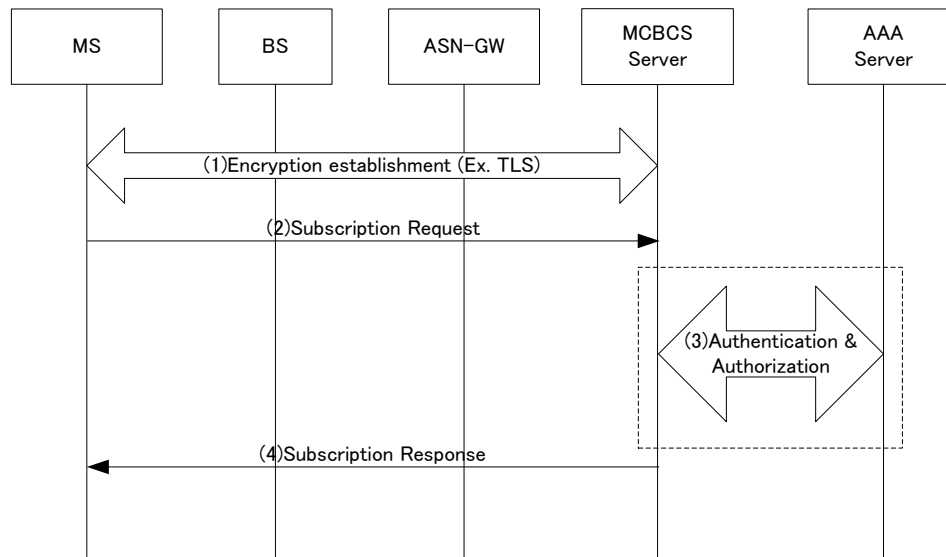 MS
BS
ASN-GW
MCBCS
Server
AAA
Server
(1)Encryption establishment (Ex. TLS)
(2)Subscription Request
(3)Authentication &
Authorization
(4)Subscription Response